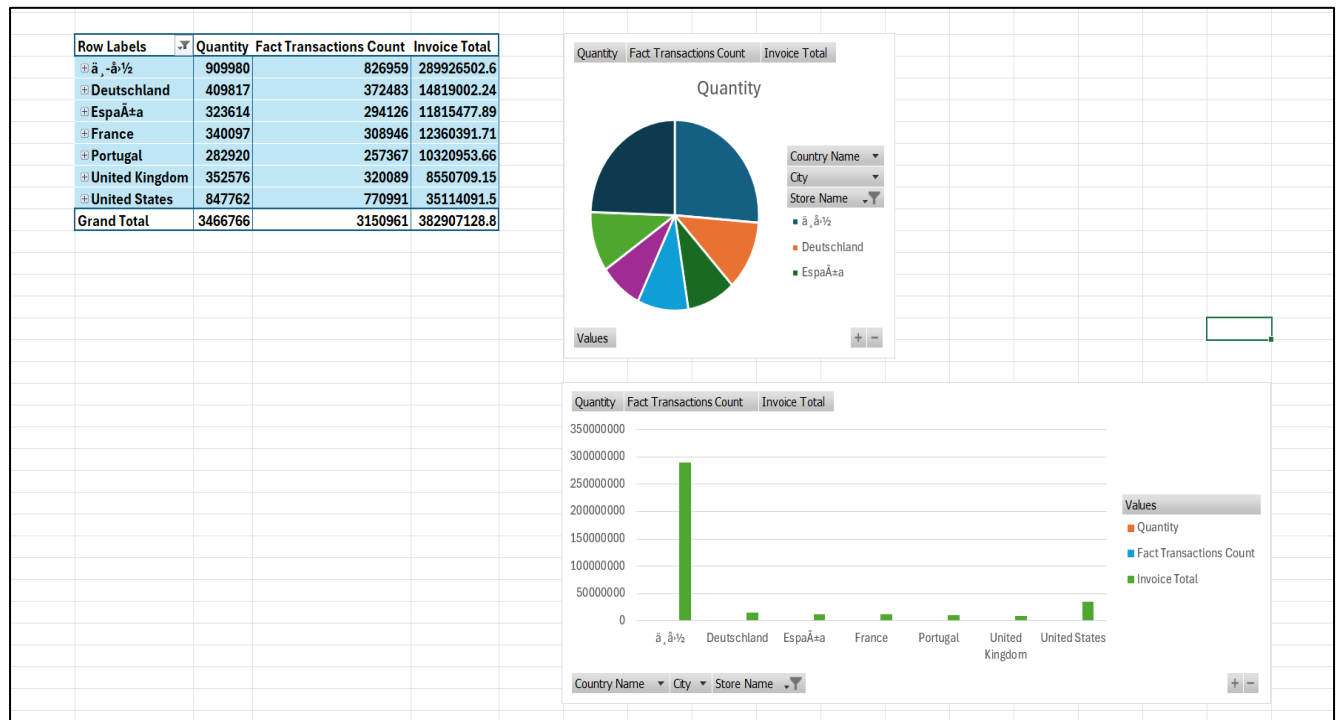 Row Labels Quantity Fact Transactions Count Invoice Total
ä¸-å›½ 909980 826959 289926502.6
Deutschland 409817 372483 14819002.24
EspaÃ±a 323614 294126 11815477.89
France 340097 308946 12360391.71
Portugal 282920 257367 10320953.66
United Kingdom 352576 320089 8550709.15
United States 847762 770991 35114091.5
Grand Total 3466766 3150961 382907128.8
Quantity Fact Transactions Count Invoice Total
Quantity
Country Name
City
Store Name
ä¸å›½
Deutschland
EspaÃ±a
Values
+ −
Quantity Fact Transactions Count Invoice Total
350000000
300000000
250000000
200000000
150000000
100000000
50000000
0
ä¸å›½ Deutschland EspaÃ±a France Portugal United Kingdom United States
Values
Quantity
Fact Transactions Count
Invoice Total
Country Name City Store Name
+ −